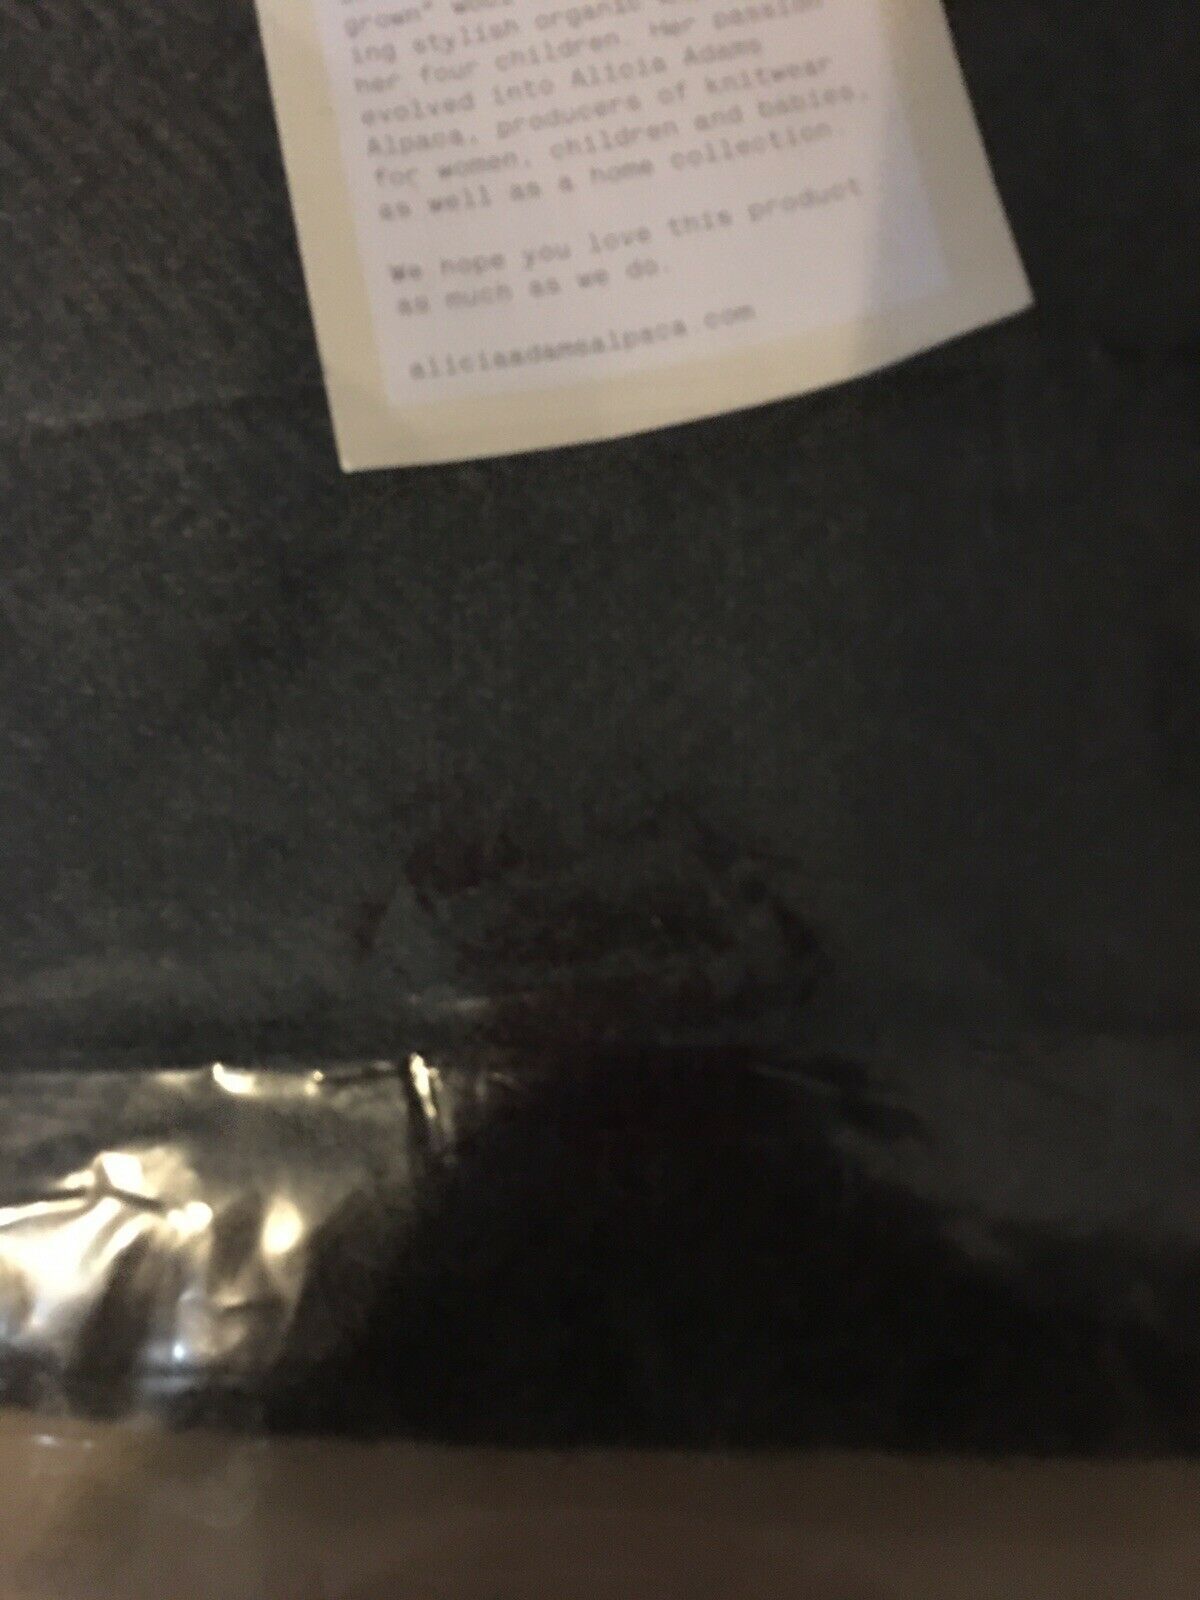 grown"
ing stylish organic
her four children. Her passion
evolved into Alicia Adams
Alpaca, producers of knitwear
for women, children and babies,
as well as a home collection.
We hope you love this product
as much as we do.
aliciaadamsalpaca.com